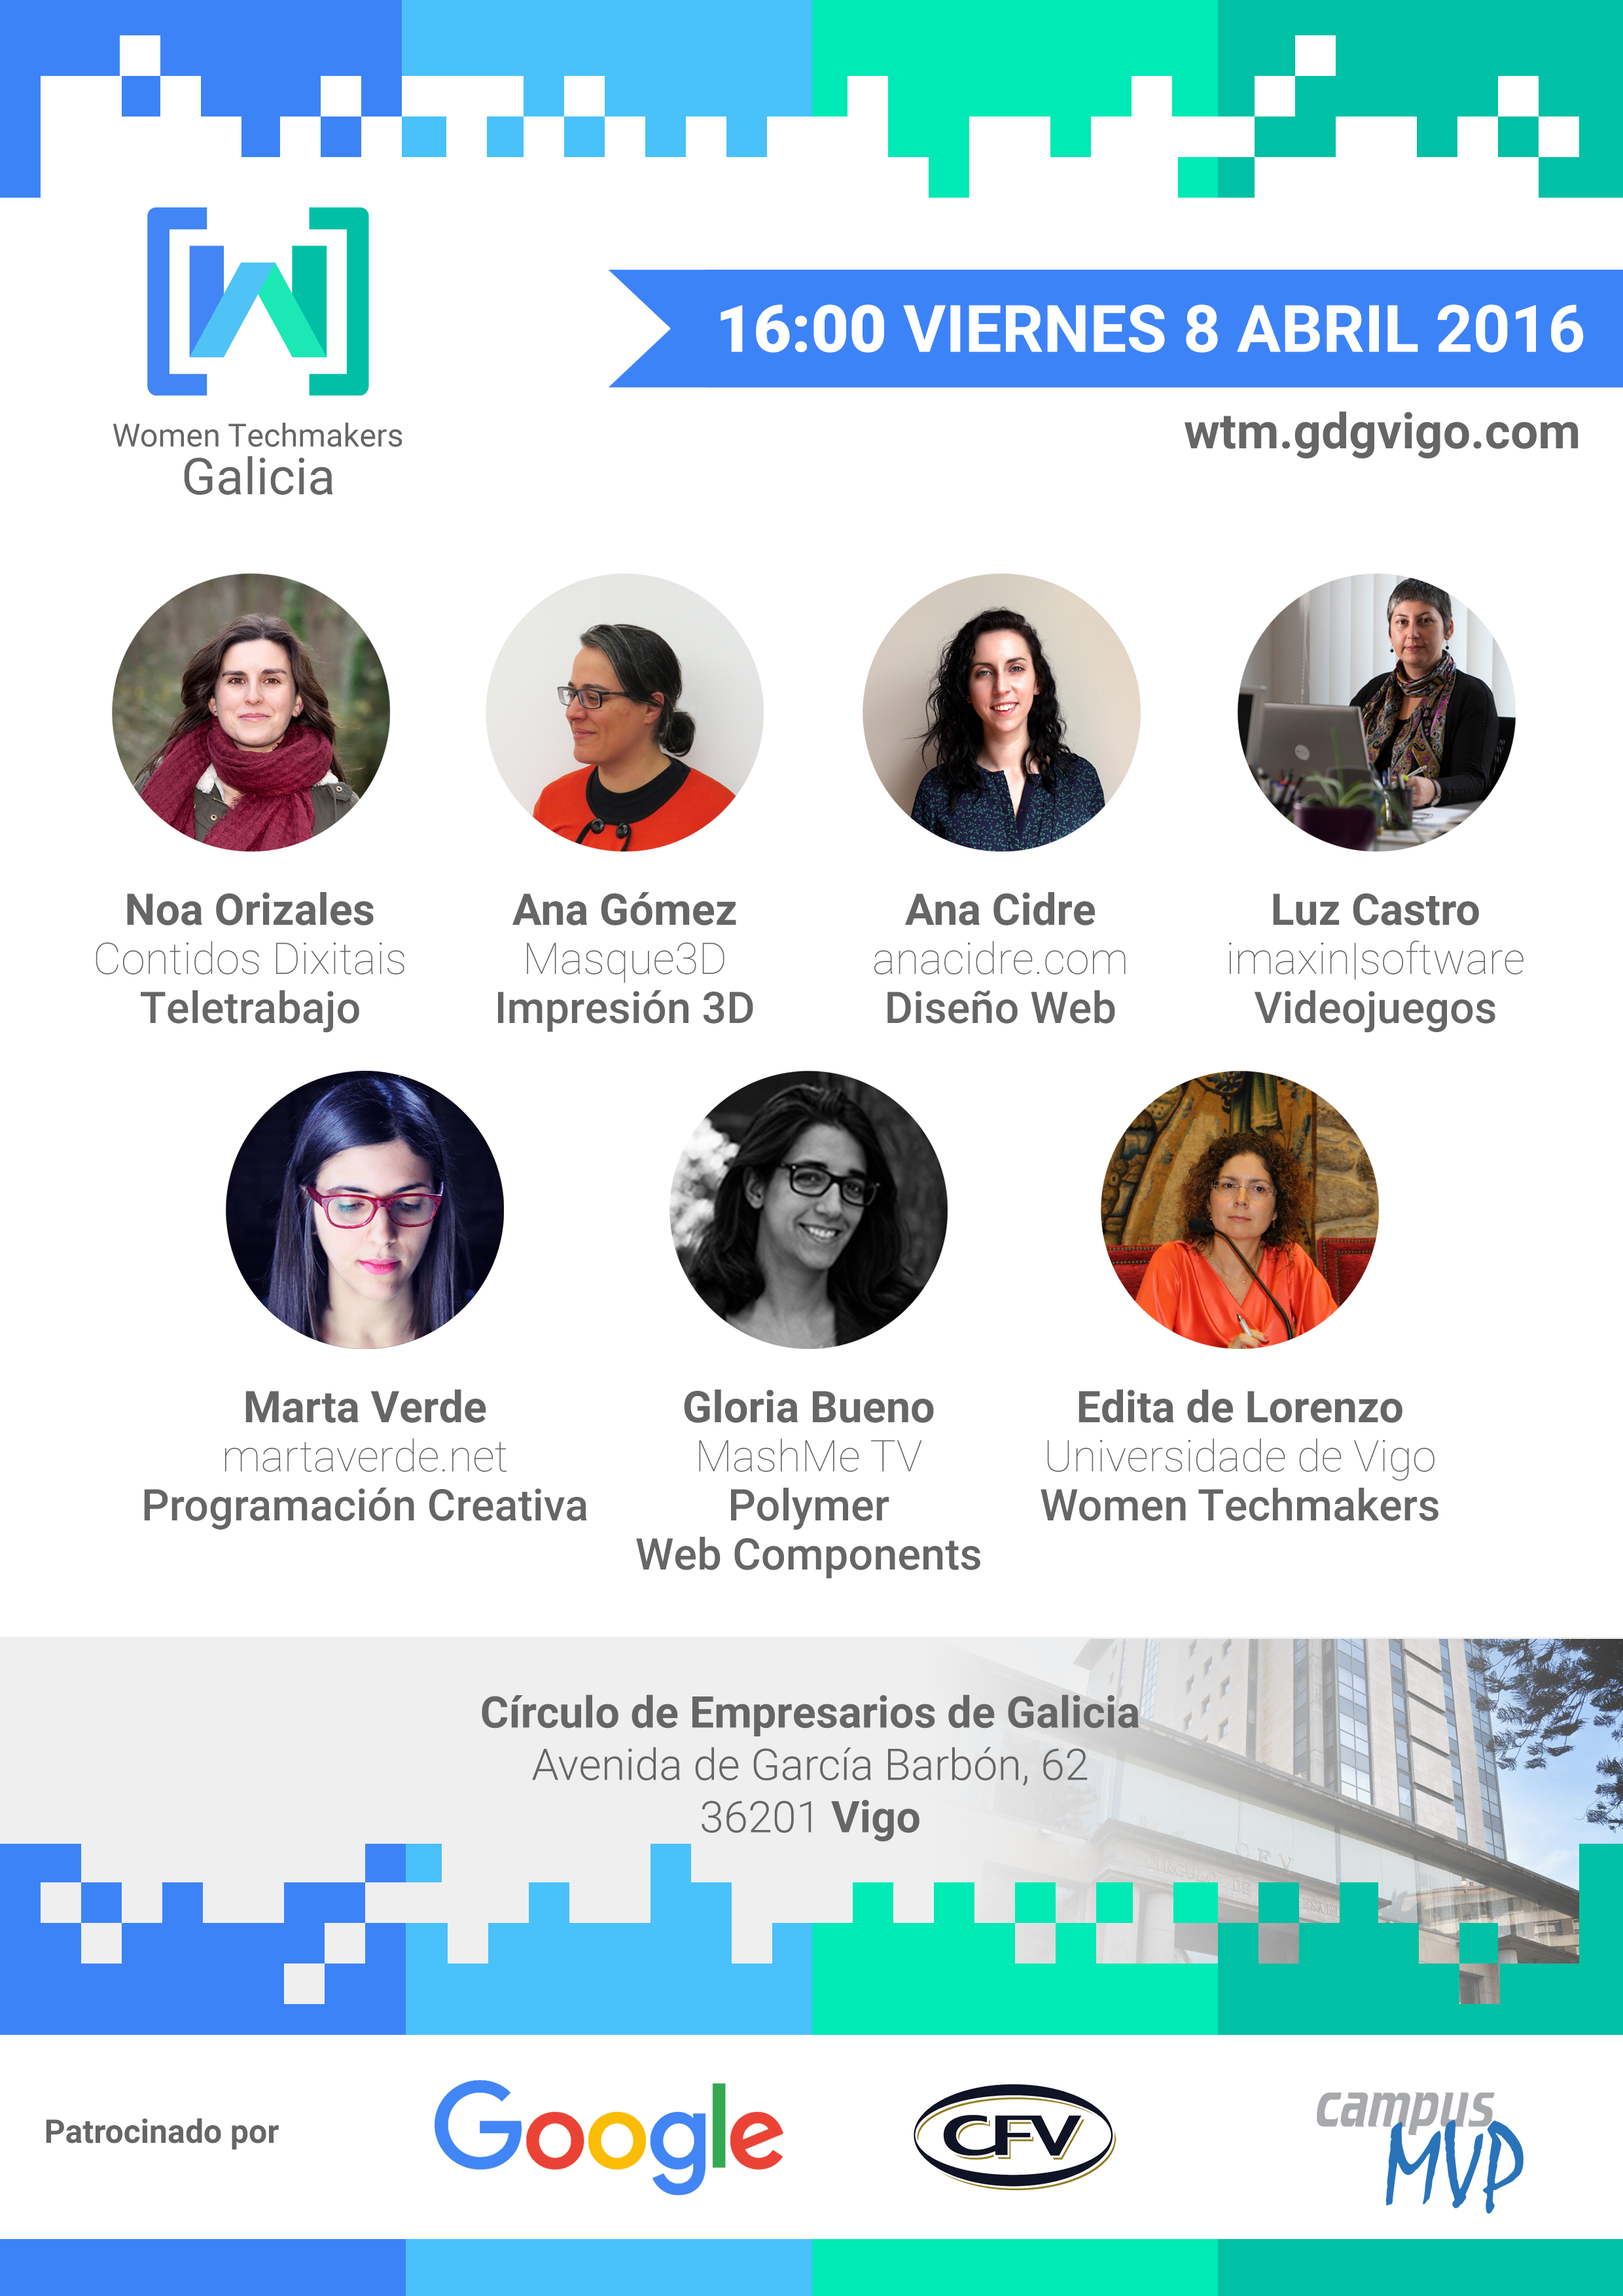 16:00 VIERNES 8 ABRIL 2016
wtm.gdgvigo.com
Women Techmakers
Galicia
Noa Orizales
Contidos Dixitais
Teletrabajo
Ana Gómez
Masque3D
Impresión 3D
Ana Cidre
anacidre.com
Diseño Web
Luz Castro
imaxin|software
Videojuegos
Marta Verde
martaverde.net
Programación Creativa
Gloria Bueno
MashMe TV
Polymer
Web Components
Edita de Lorenzo
Universidade de Vigo
Women Techmakers
Círculo de Empresarios de Galicia
Avenida de García Barbón, 62
36201 Vigo
C.F.V.
CÍRCULO DE
Patrocinado por
Google
CFV
campus
MVP